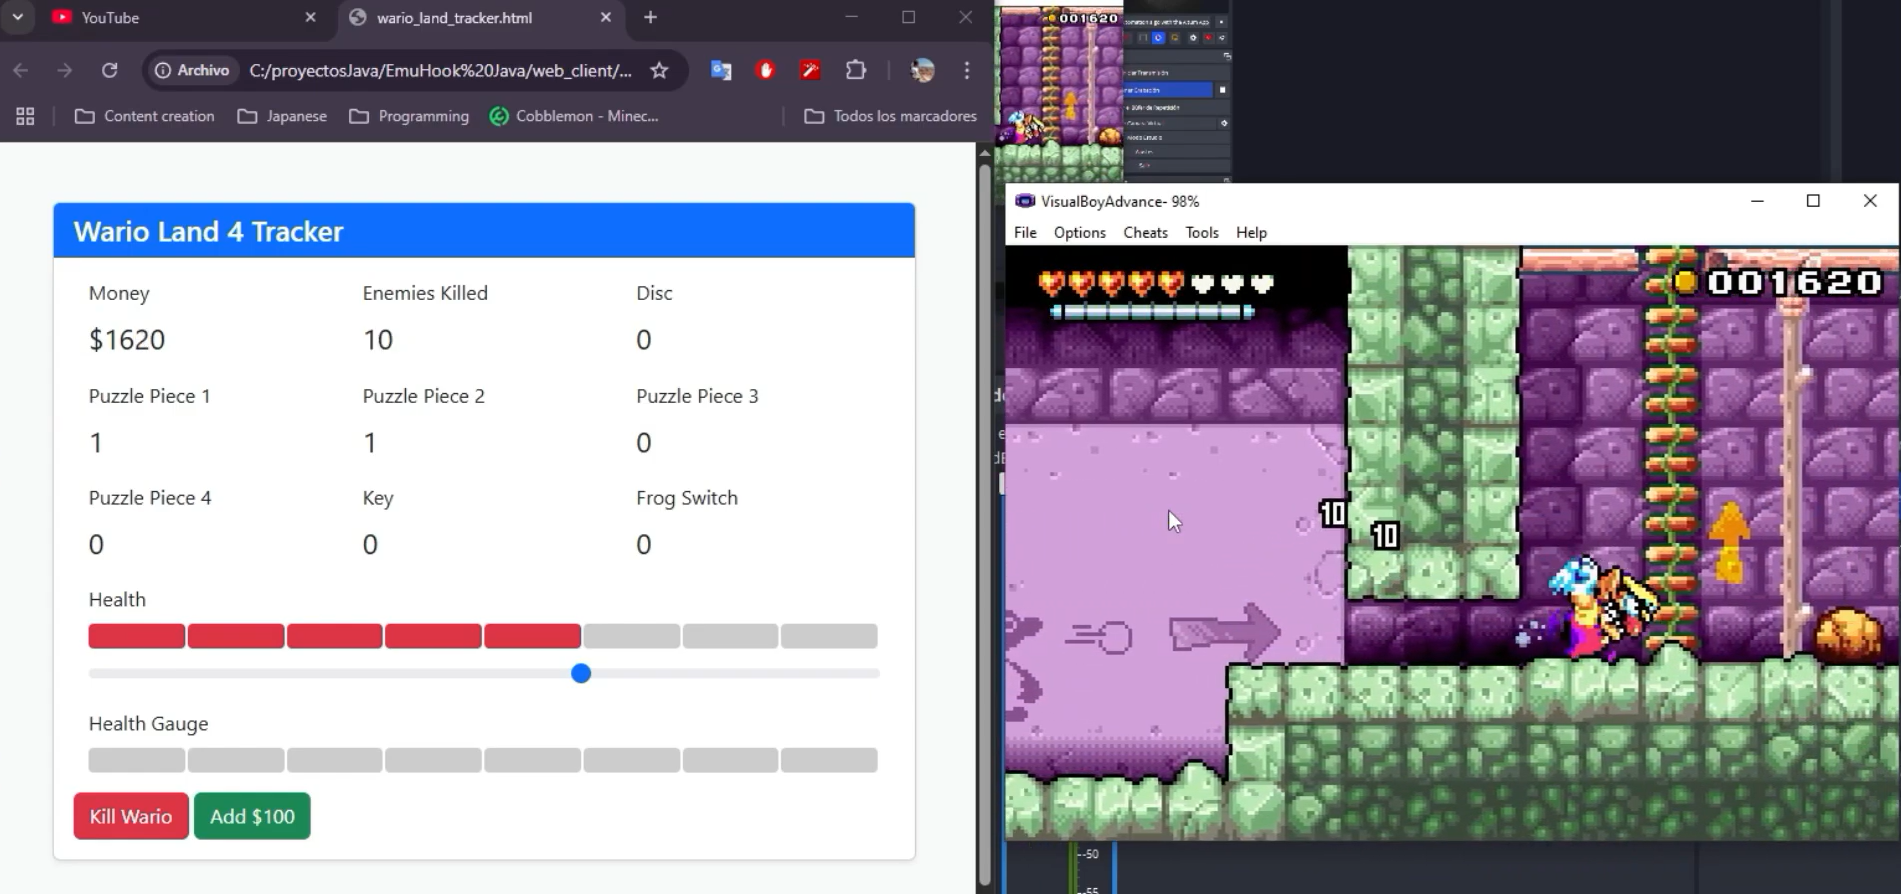 YouTube
wario_land_tracker.html
Archivo
C:/proyectosJava/EmuHook%20Java/web_client/...
Content creation
Japanese
Programming
Cobblemon - Minec...
Todos los marcadores
Wario Land 4 Tracker
Money
Enemies Killed
Disc
$1620
10
0
Puzzle Piece 1
Puzzle Piece 2
Puzzle Piece 3
1
1
0
Puzzle Piece 4
Key
Frog Switch
0
0
0
Health
Health Gauge
Kill Wario
Add $100
001620
VisualBoyAdvance- 98%
File
Options
Cheats
Tools
Help
001620
10
10
-50
-55